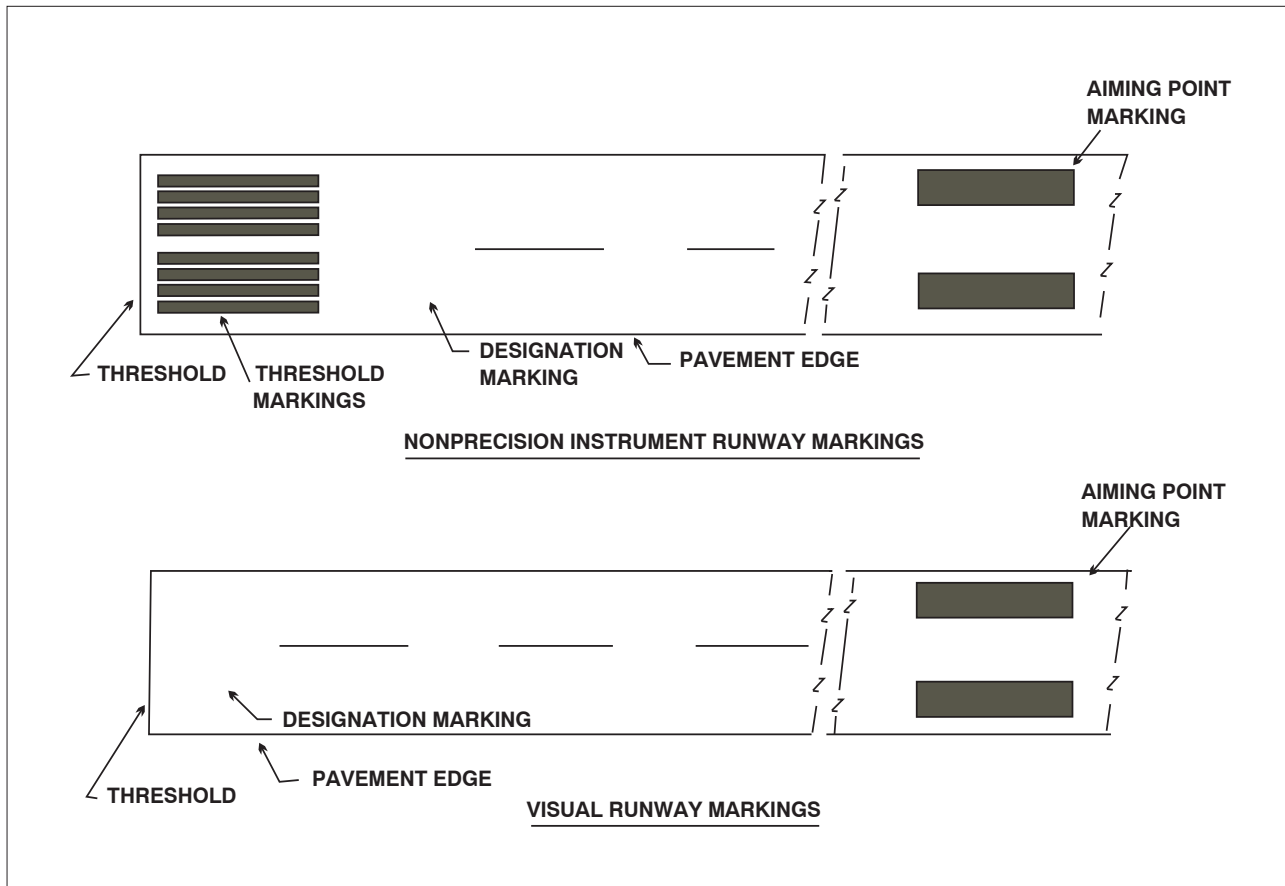 AIMING POINT
MARKING
DESIGNATION
MARKING
PAVEMENT EDGE
THRESHOLD
THRESHOLD
MARKINGS
NONPRECISION INSTRUMENT RUNWAY MARKINGS
AIMING POINT
MARKING
DESIGNATION MARKING
PAVEMENT EDGE
THRESHOLD
VISUAL RUNWAY MARKINGS